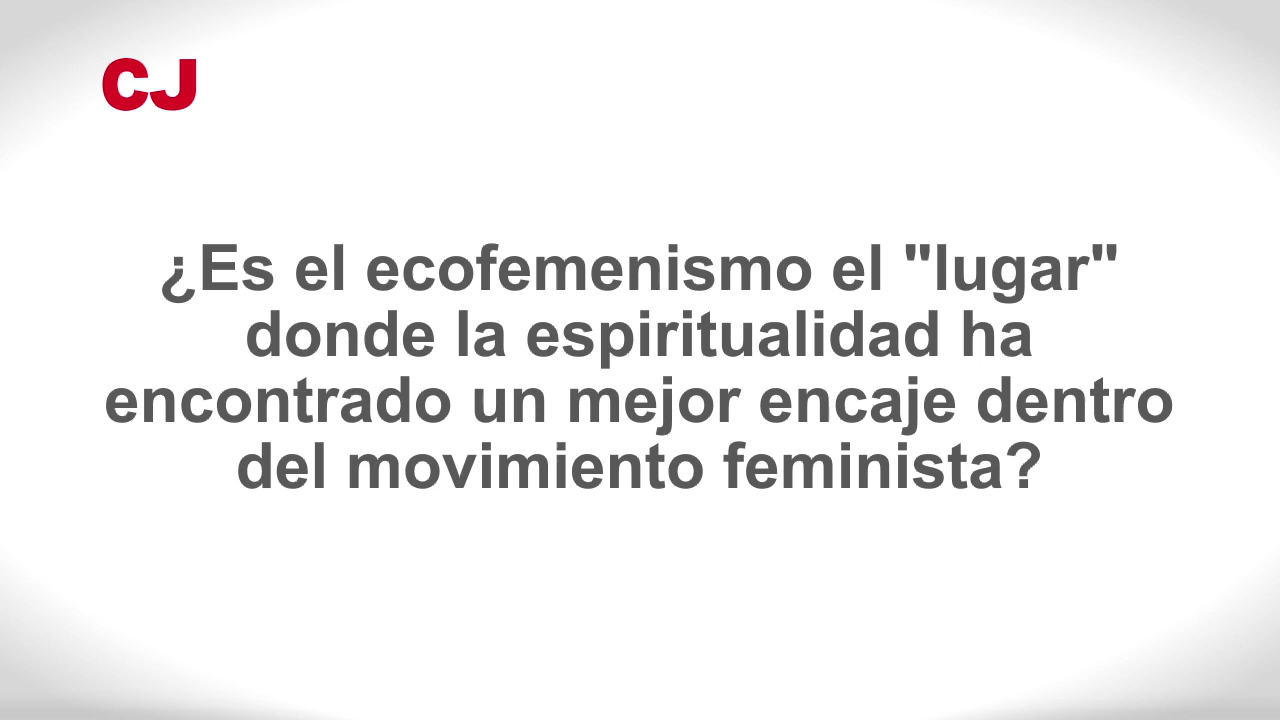 CJ
¿Es el ecofemenismo el "lugar"
donde la espiritualidad ha
encontrado un mejor encaje dentro
del movimiento feminista?